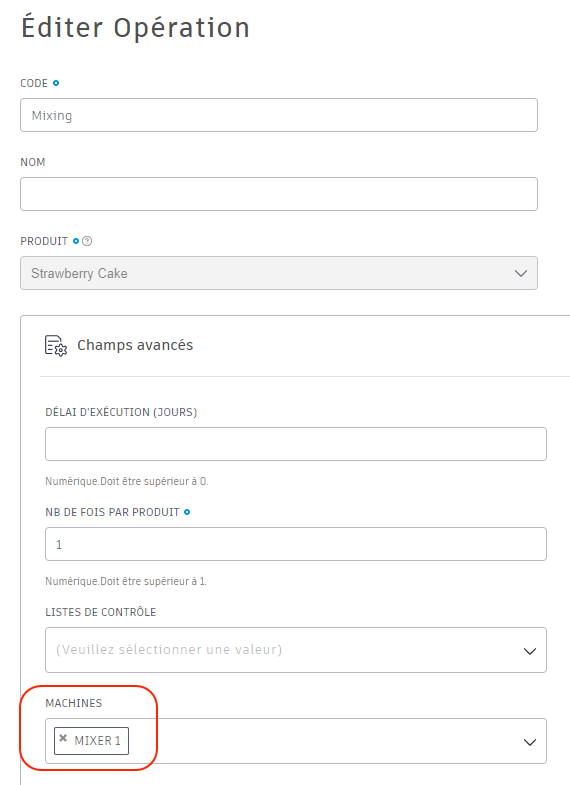 Éditer Opération
CODE
Mixing
NOM
PRODUIT
Strawberry Cake
Champs avancés
DÉLAI D'EXÉCUTION (JOURS)
Numérique.Doit être supérieur à 0.
NB DE FOIS PAR PRODUIT
1
Numérique.Doit être supérieur à 1.
LISTES DE CONTRÔLE
(Veuillez sélectionner une valeur)
MACHINES
MIXER 1